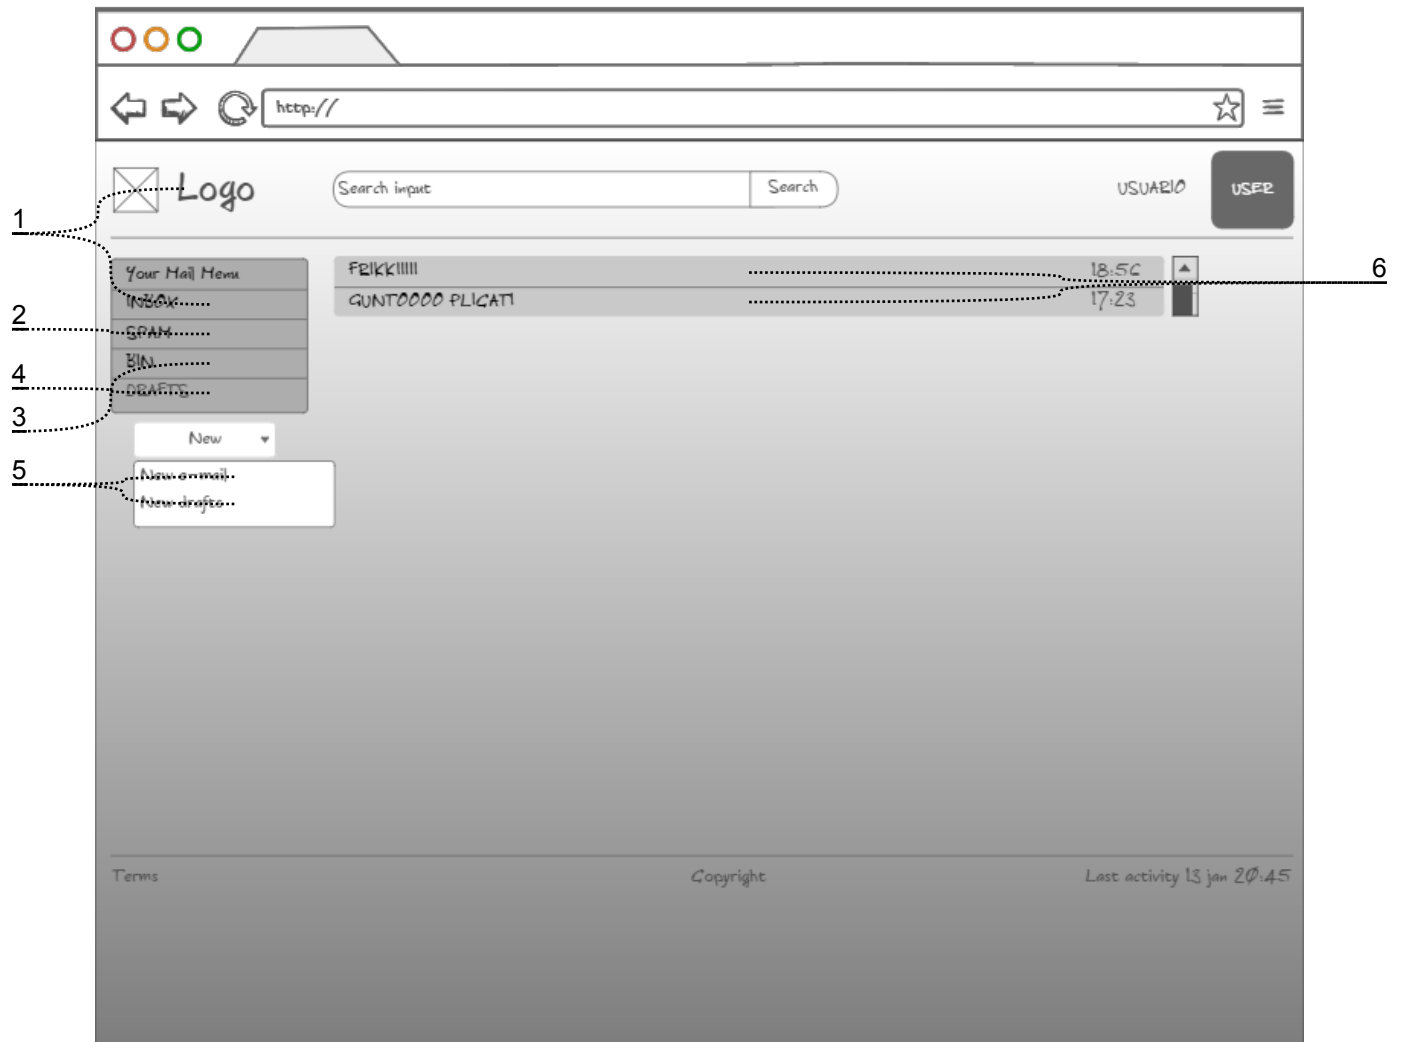 http://
Logo
Search input
Search
USUARIO
USER
1
Your Mail Menu
FRIKKIIIII
18:56
6
INBOX
GUNTOOOO PLICATI
17:23
2
SPAM
BIN
4
DRAFTS
3
New
5
New e-mail
New drafts
Terms
Copyright
Last activity 13 jan 20:45